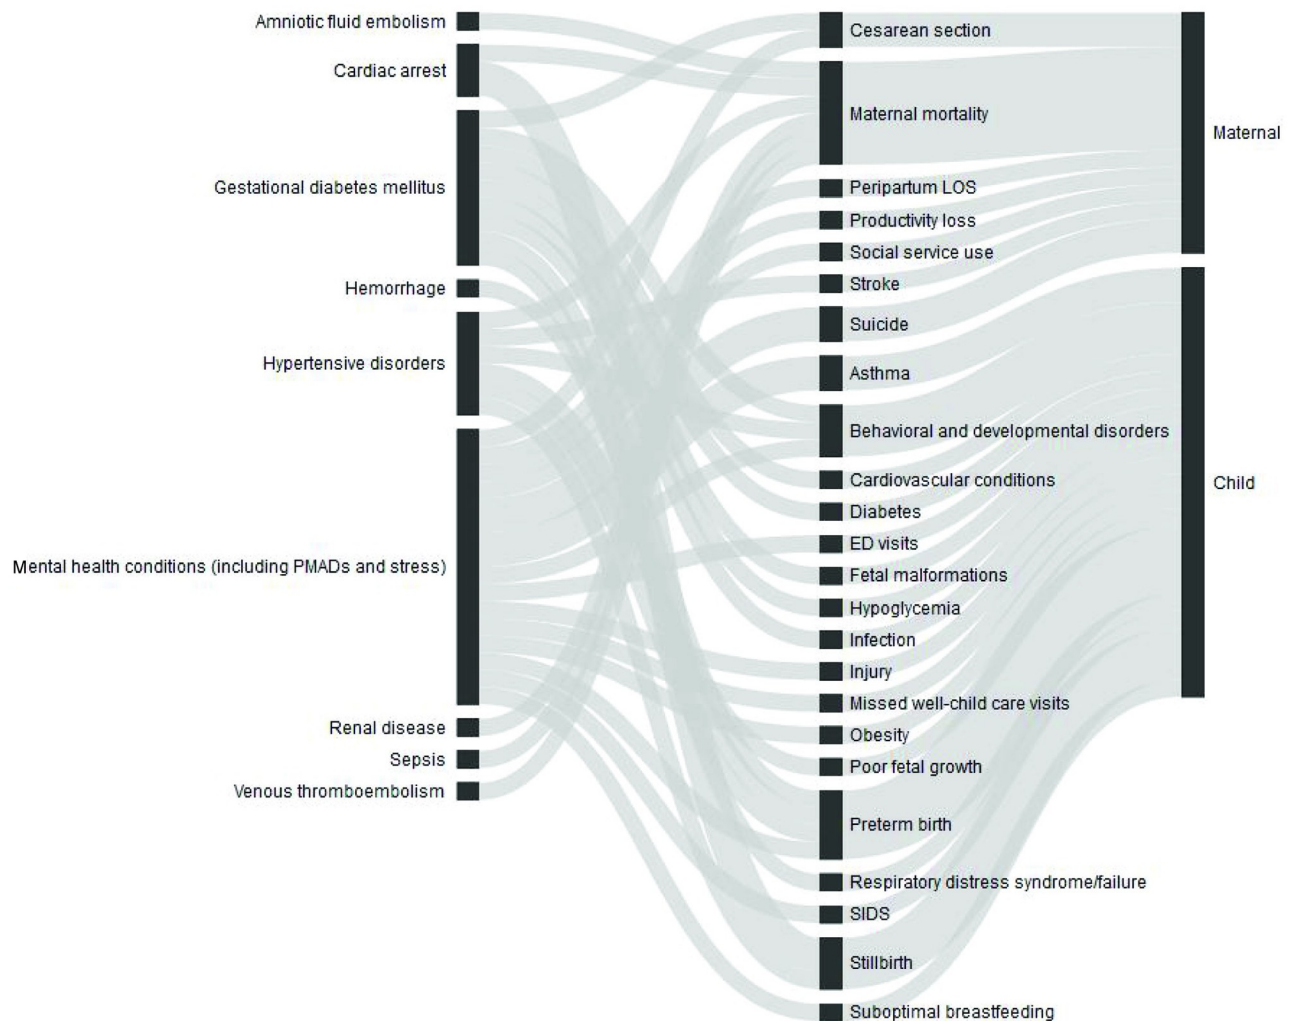 Amniotic fluid embolism
Cardiac arrest
Gestational diabetes mellitus
Hemorrhage
Hypertensive disorders
Mental health conditions (including PMADs and stress)
Renal disease
Sepsis
Venous thromboembolism
Cesarean section
Maternal mortality
Peripartum LOS
Productivity loss
Social service use
Stroke
Suicide
Asthma
Behavioral and developmental disorders
Cardiovascular conditions
Diabetes
ED visits
Fetal malformations
Hypoglycemia
Infection
Injury
Missed well-child care visits
Obesity
Poor fetal growth
Preterm birth
Respiratory distress syndrome/failure
SIDS
Stillbirth
Suboptimal breastfeeding
Maternal
Child